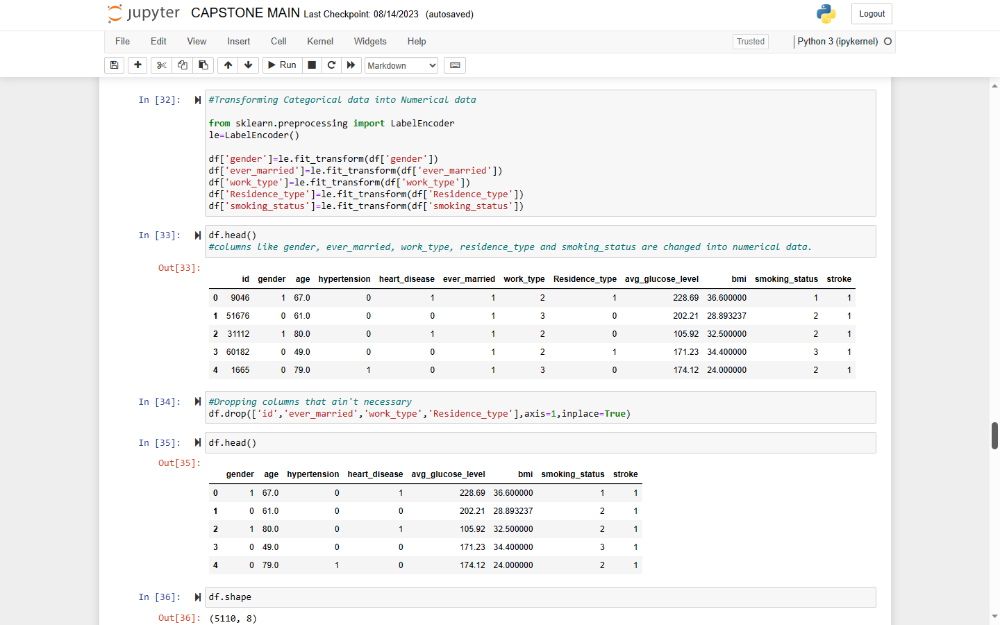 jupyter CAPSTONE MAIN Last Checkpoint: 08/14/2023 (autosaved) Logout
File Edit View Insert Cell Kernel Widgets Help Trusted Python 3 (ipykernel)
Run Markdown
In [32]: #Transforming Categorical data into Numerical data
from sklearn.preprocessing import LabelEncoder
le=LabelEncoder()
df['gender']=le.fit_transform(df['gender'])
df['ever_married']=le.fit_transform(df['ever_married'])
df['work_type']=le.fit_transform(df['work_type'])
df['Residence_type']=le.fit_transform(df['Residence_type'])
df['smoking_status']=le.fit_transform(df['smoking_status'])
In [33]: df.head()
#columns like gender, ever_married, work_type, residence_type and smoking_status are changed into numerical data.
Out[33]:
id gender age hypertension heart_disease ever_married work_type Residence_type avg_glucose_level bmi smoking_status stroke
0 9046 1 67.0 0 1 1 2 1 228.69 36.600000 1 1
1 51676 0 61.0 0 0 1 3 0 202.21 28.893237 2 1
2 31112 1 80.0 0 1 1 2 0 105.92 32.500000 2 1
3 60182 0 49.0 0 0 1 2 1 171.23 34.400000 3 1
4 1665 0 79.0 1 0 1 3 0 174.12 24.000000 2 1
In [34]: #Dropping columns that ain't necessary
df.drop(['id','ever_married','work_type','Residence_type'],axis=1,inplace=True)
In [35]: df.head()
Out[35]:
gender age hypertension heart_disease avg_glucose_level bmi smoking_status stroke
0 1 67.0 0 1 228.69 36.600000 1 1
1 0 61.0 0 0 202.21 28.893237 2 1
2 1 80.0 0 1 105.92 32.500000 2 1
3 0 49.0 0 0 171.23 34.400000 3 1
4 0 79.0 1 0 174.12 24.000000 2 1
In [36]: df.shape
Out[36]: (5110, 8)